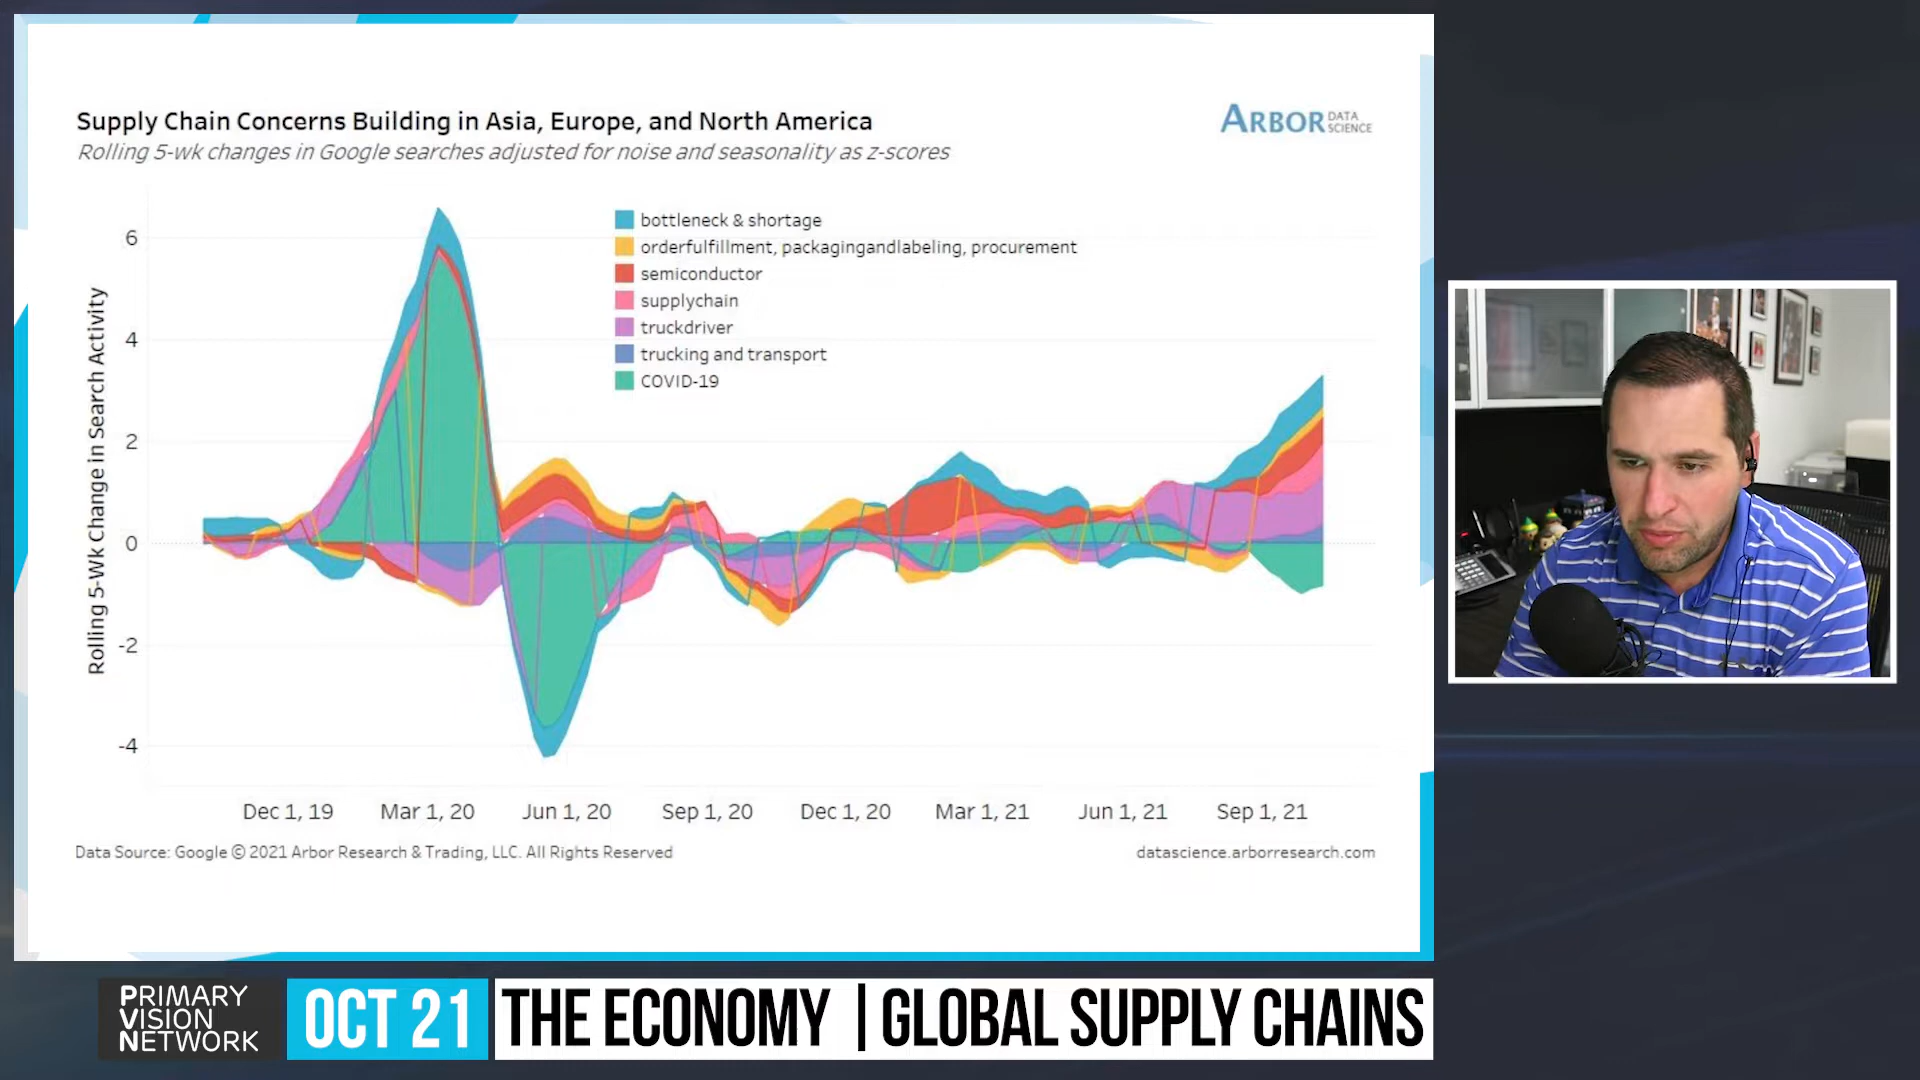 Supply Chain Concerns Building in Asia, Europe, and North America
Rolling 5-wk changes in Google searches adjusted for noise and seasonality as z-scores
ARBOR DATA SCIENCE
bottleneck & shortage
orderfulfillment, packagingandlabeling, procurement
semiconductor
supplychain
truckdriver
trucking and transport
COVID-19
Rolling 5-Wk Change in Search Activity
6
4
2
0
-2
-4
Dec 1, 19 Mar 1, 20 Jun 1, 20 Sep 1, 20 Dec 1, 20 Mar 1, 21 Jun 1, 21 Sep 1, 21
Data Source: Google © 2021 Arbor Research & Trading, LLC. All Rights Reserved
datascience.arborresearch.com
PRIMARY
VISION
NETWORK
OCT 21
THE ECONOMY | GLOBAL SUPPLY CHAINS